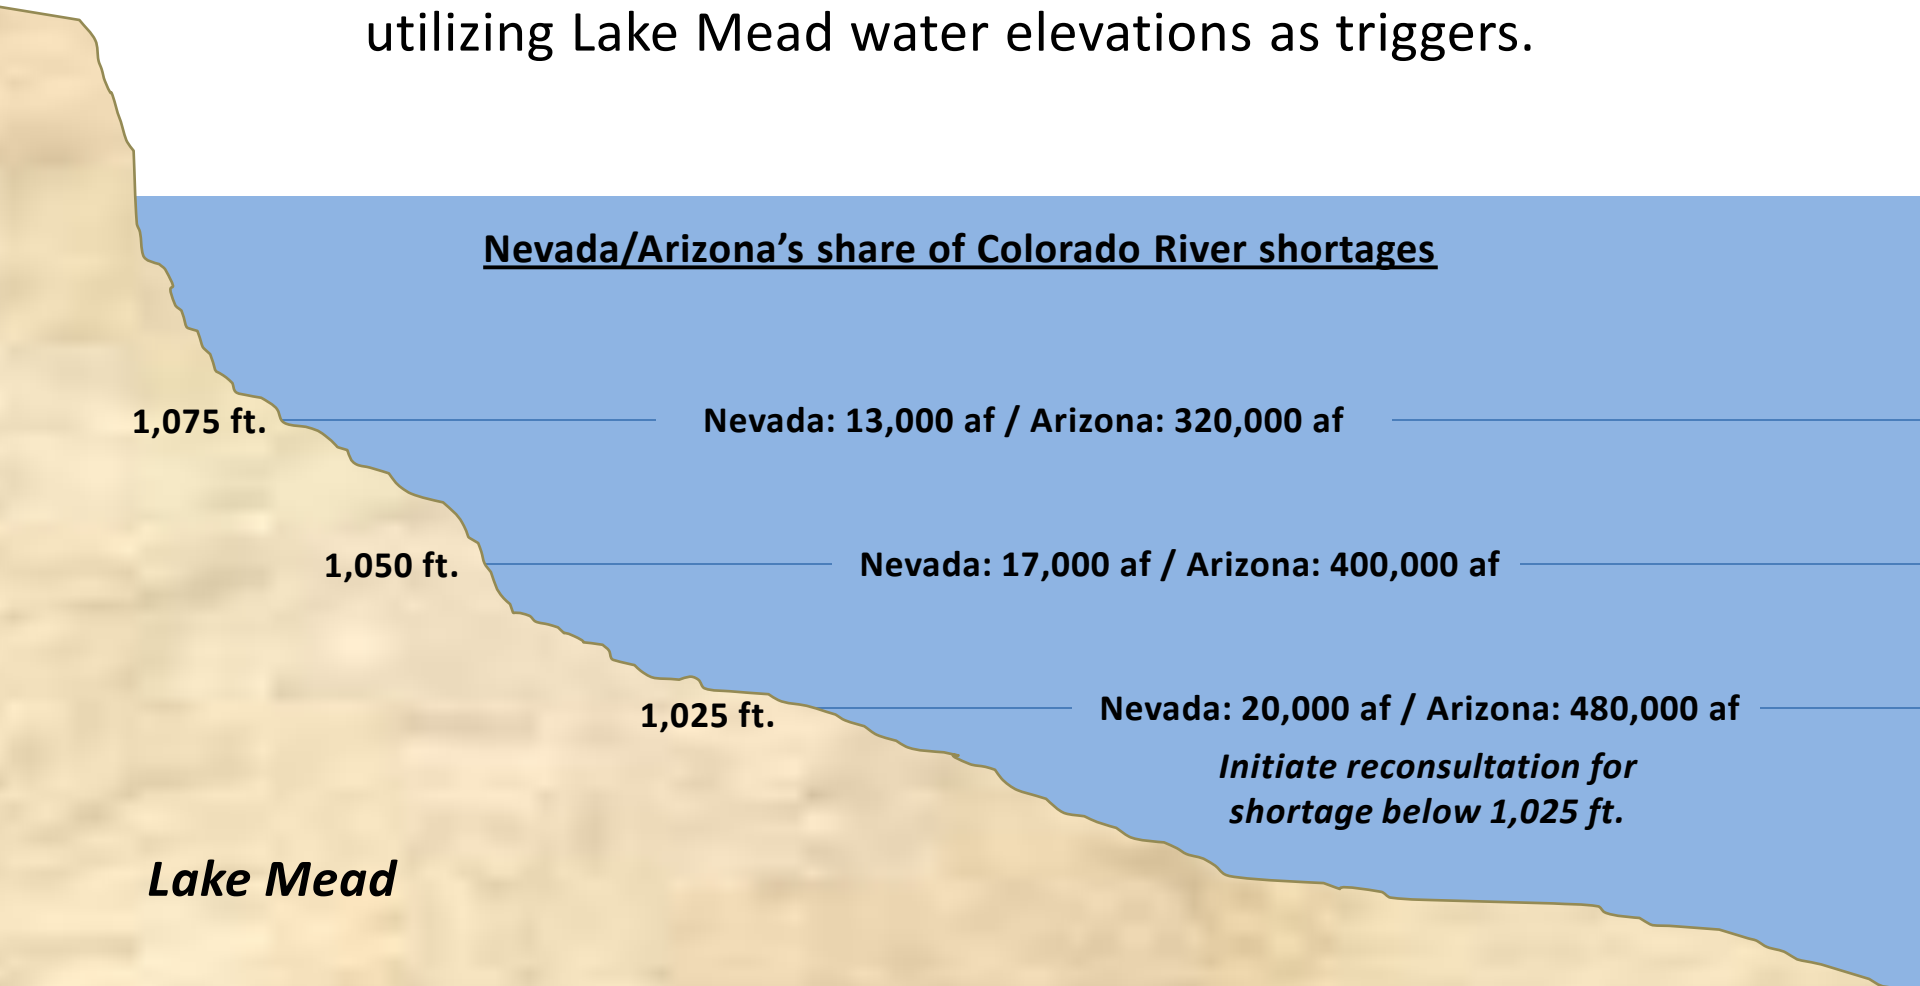 utilizing Lake Mead water elevations as triggers.
Nevada/Arizona’s share of Colorado River shortages
1,075 ft.
Nevada: 13,000 af / Arizona: 320,000 af
1,050 ft.
Nevada: 17,000 af / Arizona: 400,000 af
1,025 ft.
Nevada: 20,000 af / Arizona: 480,000 af
Initiate reconsultation for
shortage below 1,025 ft.
Lake Mead